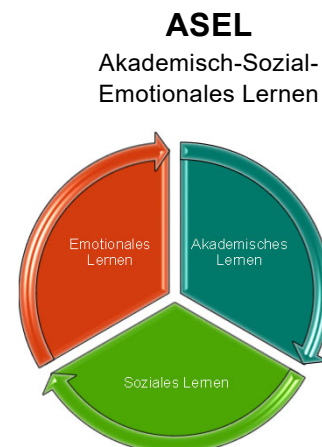 ASEL
Akademisch-Sozial-
Emotionales Lernen
Emotionales
Lernen
Akademisches
Lernen
Soziales Lernen